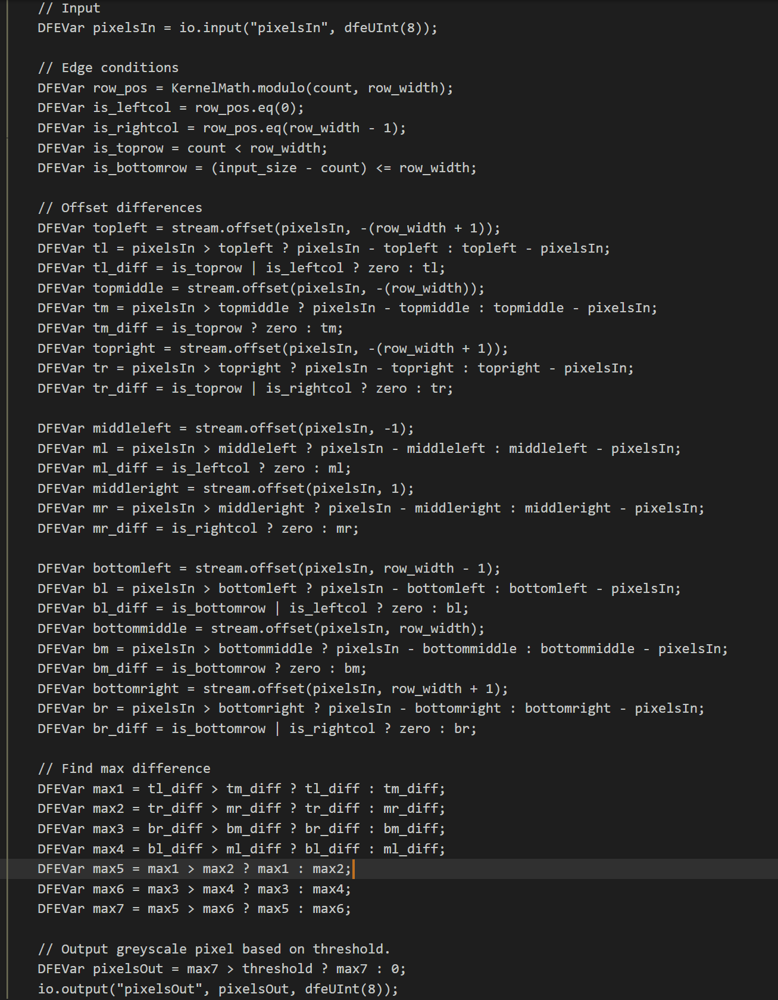 // Input
DFEVar pixelsIn = io.input("pixelsIn", dfeUInt(8));
// Edge conditions
DFEVar row_pos = KernelMath.modulo(count, row_width);
DFEVar is_leftcol = row_pos.eq(0);
DFEVar is_rightcol = row_pos.eq(row_width - 1);
DFEVar is_toprow = count < row_width;
DFEVar is_bottomrow = (input_size - count) <= row_width;
// Offset differences
DFEVar topleft = stream.offset(pixelsIn, -(row_width + 1));
DFEVar tl = pixelsIn > topleft ? pixelsIn - topleft : topleft - pixelsIn;
DFEVar tl_diff = is_toprow | is_leftcol ? zero : tl;
DFEVar topmiddle = stream.offset(pixelsIn, -(row_width));
DFEVar tm = pixelsIn > topmiddle ? pixelsIn - topmiddle : topmiddle - pixelsIn;
DFEVar tm_diff = is_toprow ? zero : tm;
DFEVar topright = stream.offset(pixelsIn, -(row_width + 1));
DFEVar tr = pixelsIn > topright ? pixelsIn - topright : topright - pixelsIn;
DFEVar tr_diff = is_toprow | is_rightcol ? zero : tr;
DFEVar middleleft = stream.offset(pixelsIn, -1);
DFEVar ml = pixelsIn > middleleft ? pixelsIn - middleleft : middleleft - pixelsIn;
DFEVar ml_diff = is_leftcol ? zero : ml;
DFEVar middleright = stream.offset(pixelsIn, 1);
DFEVar mr = pixelsIn > middleright ? pixelsIn - middleright : middleright - pixelsIn;
DFEVar mr_diff = is_rightcol ? zero : mr;
DFEVar bottomleft = stream.offset(pixelsIn, row_width - 1);
DFEVar bl = pixelsIn > bottomleft ? pixelsIn - bottomleft : bottomleft - pixelsIn;
DFEVar bl_diff = is_bottomrow | is_leftcol ? zero : bl;
DFEVar bottommiddle = stream.offset(pixelsIn, row_width);
DFEVar bm = pixelsIn > bottommiddle ? pixelsIn - bottommiddle : bottommiddle - pixelsIn;
DFEVar bm_diff = is_bottomrow ? zero : bm;
DFEVar bottomright = stream.offset(pixelsIn, row_width + 1);
DFEVar br = pixelsIn > bottomright ? pixelsIn - bottomright : bottomright - pixelsIn;
DFEVar br_diff = is_bottomrow | is_rightcol ? zero : br;
// Find max difference
DFEVar max1 = tl_diff > tm_diff ? tl_diff : tm_diff;
DFEVar max2 = tr_diff > mr_diff ? tr_diff : mr_diff;
DFEVar max3 = br_diff > bm_diff ? br_diff : bm_diff;
DFEVar max4 = bl_diff > ml_diff ? bl_diff : ml_diff;
DFEVar max5 = max1 > max2 ? max1 : max2;
DFEVar max6 = max3 > max4 ? max3 : max4;
DFEVar max7 = max5 > max6 ? max5 : max6;
// Output greyscale pixel based on threshold.
DFEVar pixelsOut = max7 > threshold ? max7 : 0;
io.output("pixelsOut", pixelsOut, dfeUInt(8));